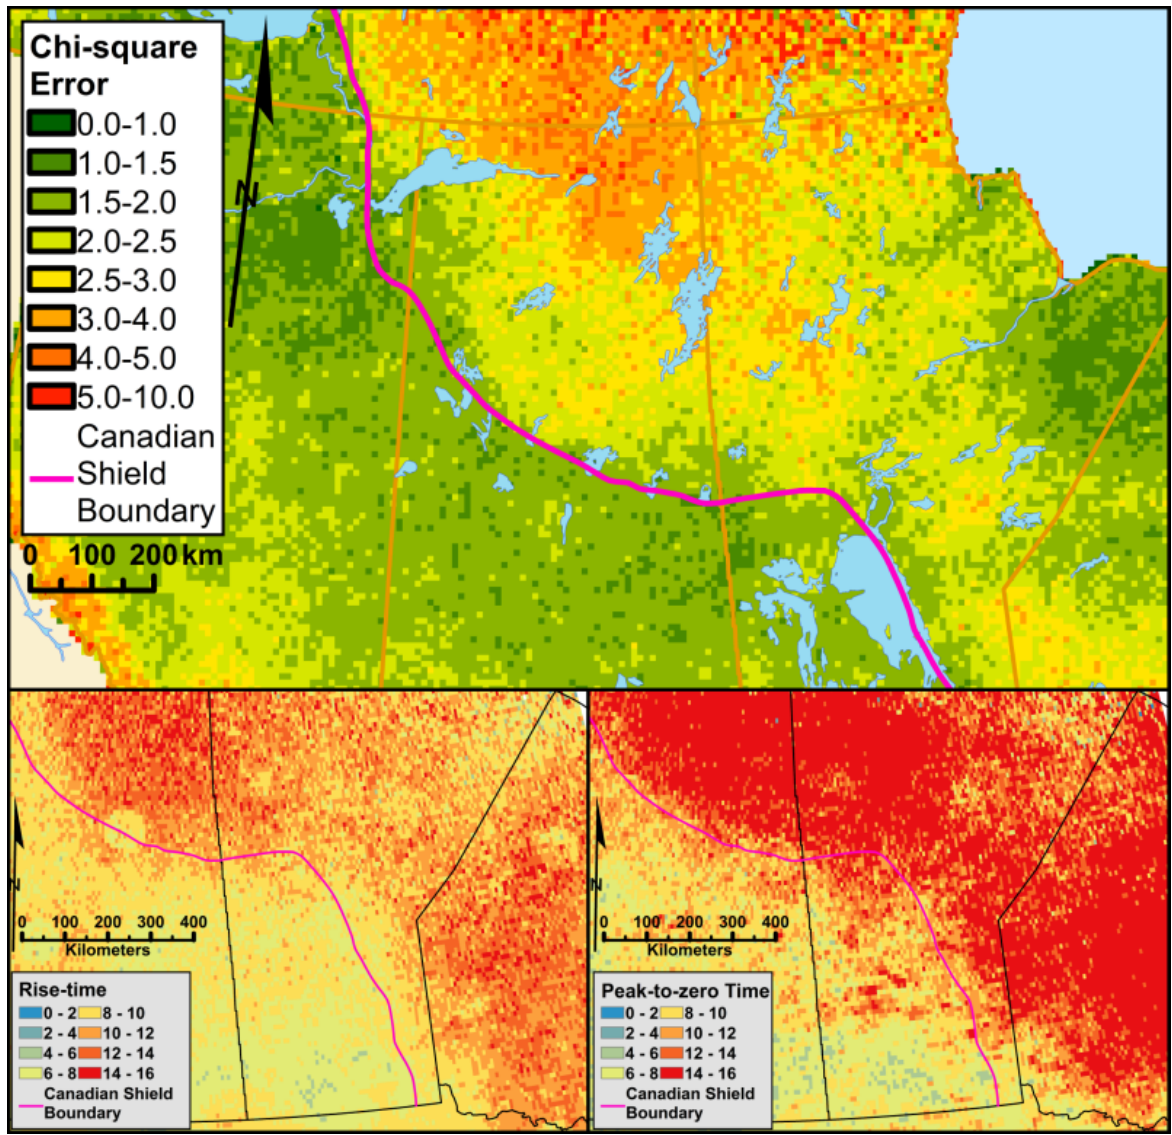 Chi-square
Error
0.0-1.0
1.0-1.5
1.5-2.0
2.0-2.5
2.5-3.0
3.0-4.0
4.0-5.0
5.0-10.0
Canadian
Shield
Boundary
N
0 100 200 km
N
0 100 200 300 400
Kilometers
Rise-time
0 - 2 8 - 10
2 - 4 10 - 12
4 - 6 12 - 14
6 - 8 14 - 16
Canadian Shield
Boundary
N
0 100 200 300 400
Kilometers
Peak-to-zero Time
0 - 2 8 - 10
2 - 4 10 - 12
4 - 6 12 - 14
6 - 8 14 - 16
Canadian Shield
Boundary